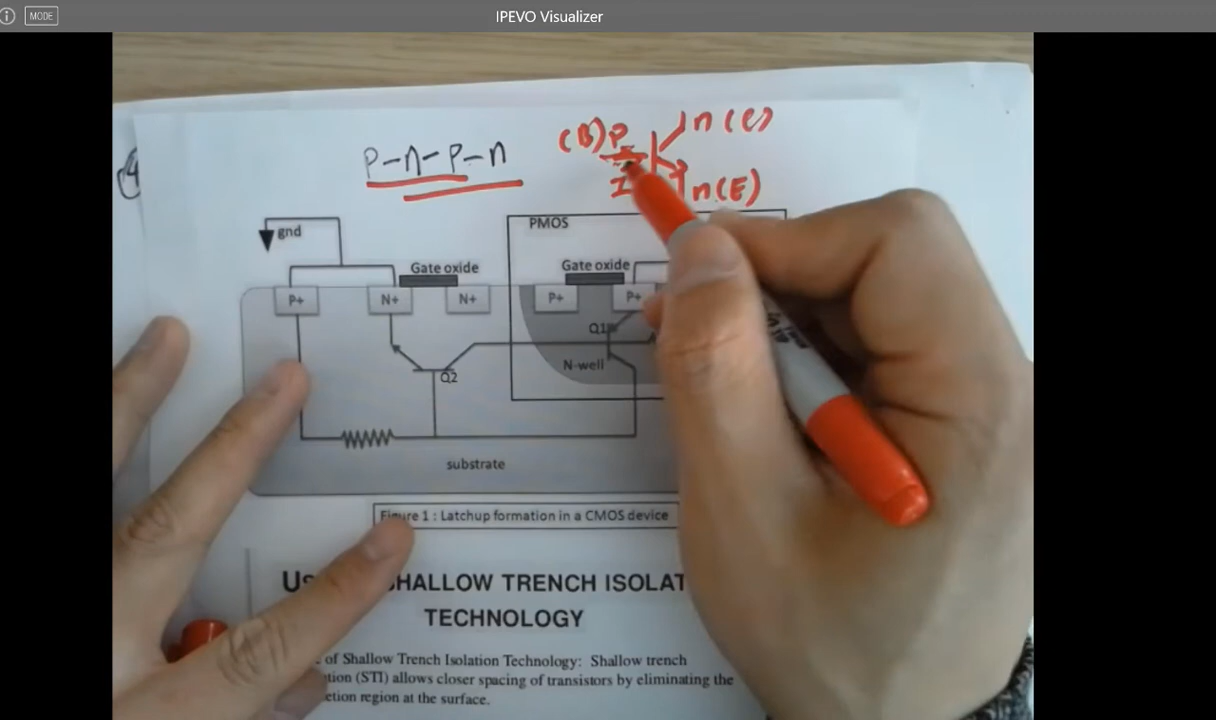 MODE IPEVO Visualizer
P-n-p-n
(B)P
n(C)
n(E)
gnd
PMOS
Gate oxide
Gate oxide
P+ N+ N+ P+ P+
Q1
N-well
Q2
substrate
Figure 1 : Latchup formation in a CMOS device
SHALLOW TRENCH
TECHNOLOGY
of Shallow Trench Isolation Technology: Shallow trench
(STI) allows closer spacing of transistors by eliminating the
region at the surface.